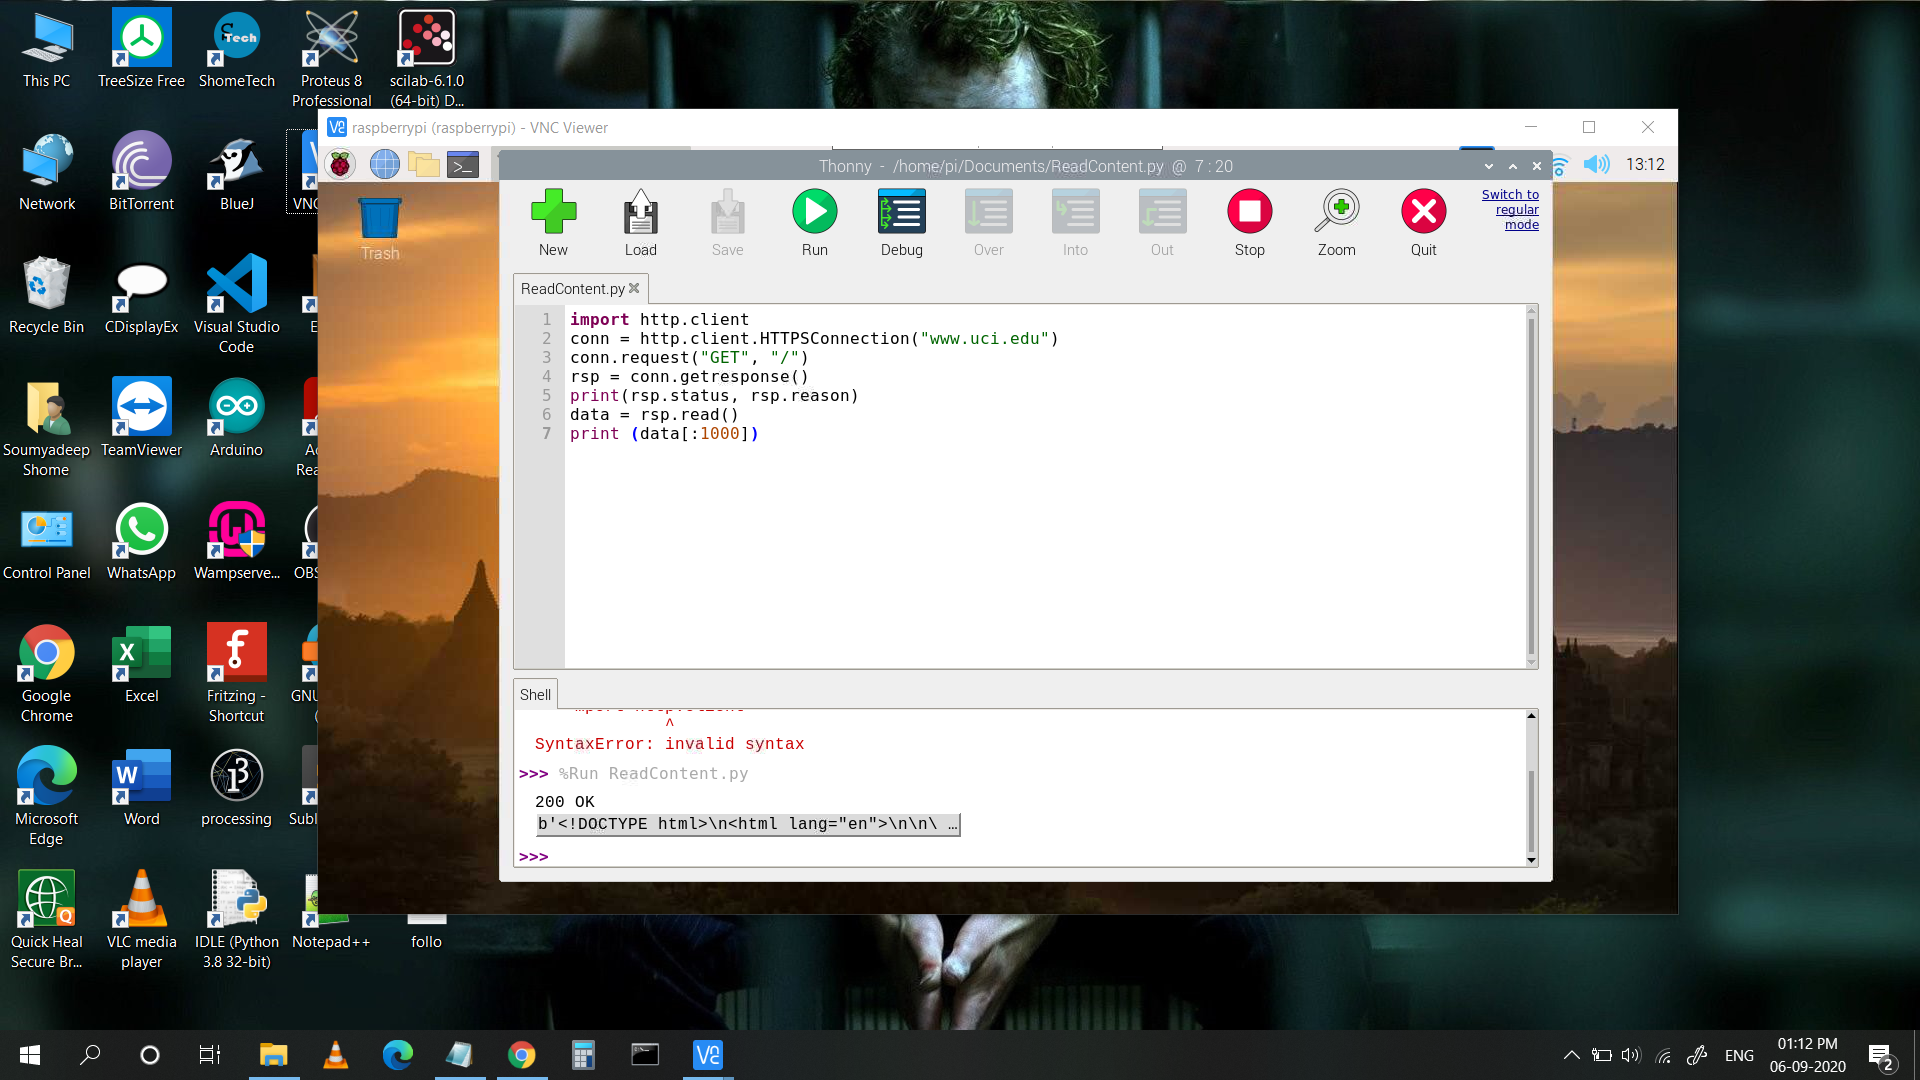 This PC
TreeSize Free
ShomeTech
Proteus 8
Professional
scilab-6.1.0
(64-bit) D...
Network
BitTorrent
BlueJ
VNC
Recycle Bin
CDisplayEx
Visual Studio
Code
Soumyadeep
Shome
TeamViewer
Arduino
Control Panel
WhatsApp
Wampserve...
OBS
Google
Chrome
Excel
Fritzing -
Shortcut
GNU
Microsoft
Edge
Word
processing
Subl
Quick Heal
Secure Br...
VLC media
player
IDLE (Python
3.8 32-bit)
Notepad++
follo
raspberrypi (raspberrypi) - VNC Viewer
13:12
Trash
Thonny - /home/pi/Documents/ReadContent.py @ 7 : 20
New
Load
Save
Run
Debug
Over
Into
Out
Stop
Zoom
Quit
Switch to
regular
mode
ReadContent.py
1 import http.client
2 conn = http.client.HTTPSConnection("www.uci.edu")
3 conn.request("GET", "/")
4 rsp = conn.getresponse()
5 print(rsp.status, rsp.reason)
6 data = rsp.read()
7 print (data[:1000])
Shell
^
SyntaxError: invalid syntax
>>> %Run ReadContent.py
200 OK
b'<!DOCTYPE html>\n<html lang="en">\n\n\ …
>>>
ENG
01:12 PM
06-09-2020
2